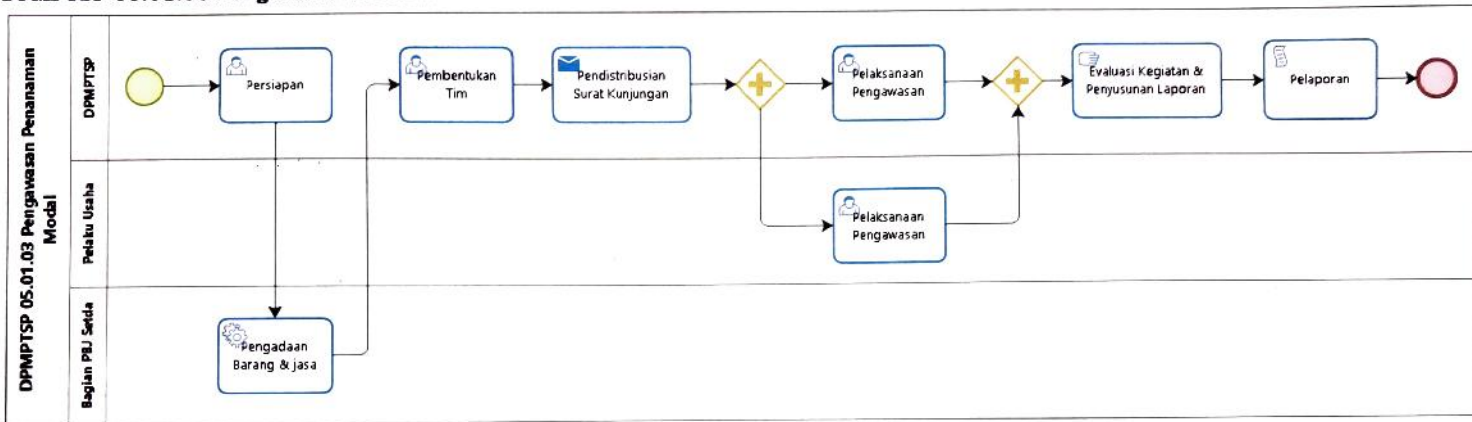 DPMPTSP 05.01.03 Pengawasan Penanaman
Modal
DPMPTSP
Persiapan
Pembentukan
Tim
Pendistribusian
Surat Kunjungan
Pelaksanaan
Pengawasan
Evaluasi Kegiatan &
Penyusunan Laporan
Pelaporan
Pelaku Usaha
Pelaksanaan
Pengawasan
Bagian PBJ Setda
Pengadaan
Barang & jasa